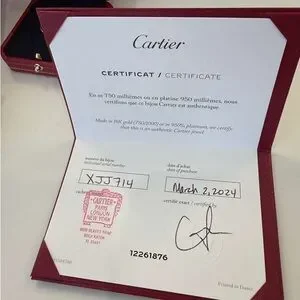 Cartier
CERTIFICAT / CERTIFICATE
En or 750 millièmes ou en platine 950 millièmes, nous
certifions que ce bijou Cartier est authentique.
Made in 18K gold (750/1000) or in 950‰ platinum, we certify
that this is an authentic Cartier jewel.
numéro du bijou
individual serial number
XJJ714
date d'achat
date of purchase
March 2, 2024
certifié exact / certified by
CARTIER
PARIS
LONDON
NEW YORK
12261876
Printed in France